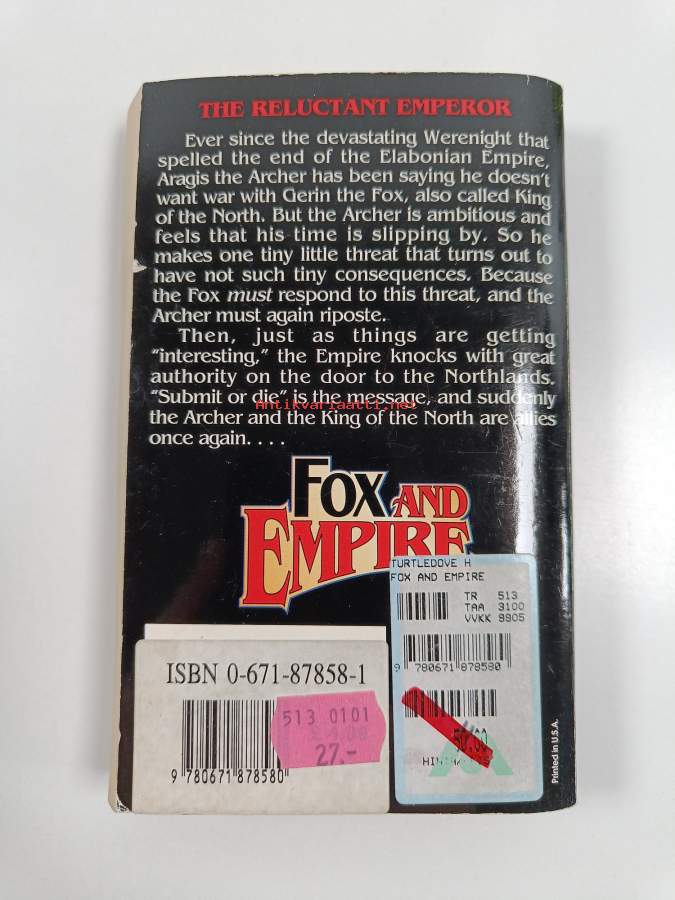 THE RELUCTANT EMPEROR
Ever since the devastating Werenight that
spelled the end of the Elabonian Empire,
Aragis the Archer has been saying he doesn't
want war with Gerin the Fox, also called King
of the North. But the Archer is ambitious and
feels that his time is slipping by. So he
makes one tiny little threat that turns out to
have not such tiny consequences. Because
the Fox must respond to this threat, and the
Archer must again riposte.
Then, just as things are getting
"interesting," the Empire knocks with great
authority on the door to the Northlands.
"Submit or die" is the message, and suddenly
Antikvariaatti.net
the Archer and the King of the North are allies
once again. . . .
FOX AND
EMPIRE
TURTLEDOVE H
FOX AND EMPIRE
TR 513
TAA 3100
VVKK 9805
9 780671 878580
ISBN 0-671-87858-1
513 0101
27.-
9 780671 878580
Printed in U.S.A.